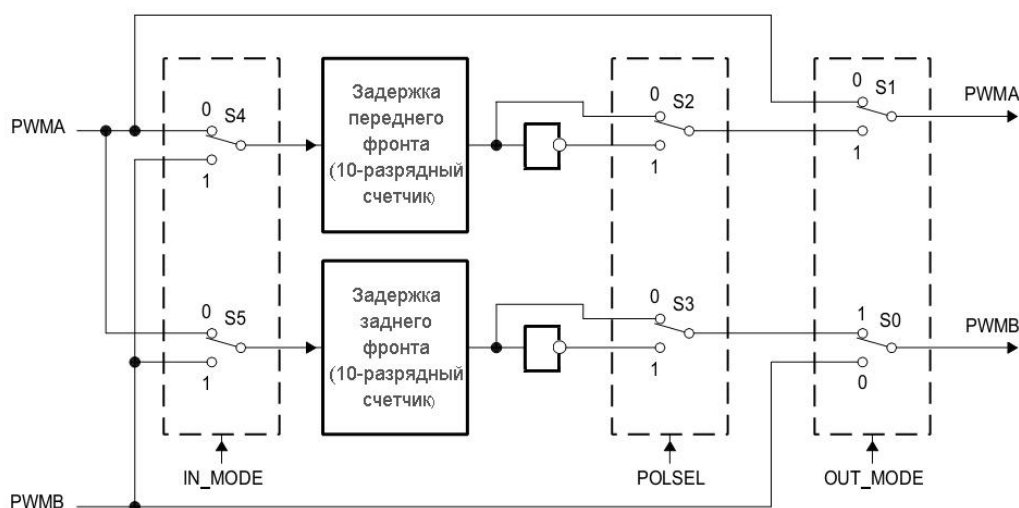 0
S1
PWMA
1
PWMA
0
S4
1
Задержка
переднего
фронта
(10-разрядный
счетчик)
0
S2
1
0
S5
1
Задержка
заднего
фронта
(10-разрядный
счетчик)
0
S3
1
1
S0
PWMB
0
IN_MODE
POLSEL
OUT_MODE
PWMB